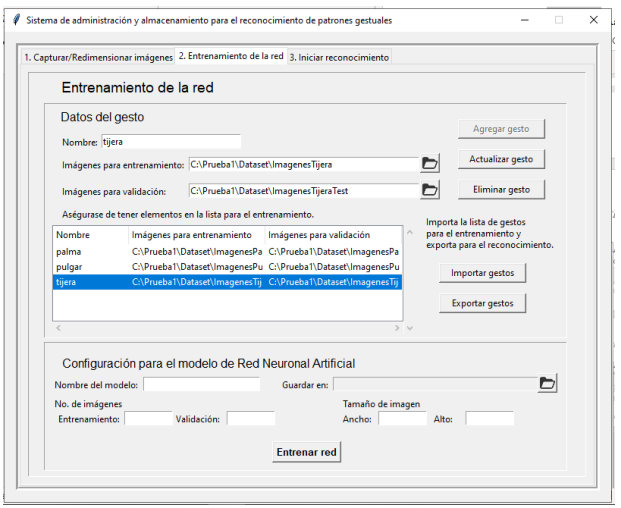 Sistema de administración y almacenamiento para el reconocimiento de patrones gestuales
1. Capturar/Redimensionar imágenes 2. Entrenamiento de la red 3. Iniciar reconocimiento
Entrenamiento de la red
Datos del gesto
Agregar gesto
Nombre: tijera
Imágenes para entrenamiento: C:\Prueba1\Dataset\ImagenesTijera
Actualizar gesto
Imágenes para validación: C:\Prueba1\Dataset\ImagenesTijeraTest
Eliminar gesto
Aségurase de tener elementos en la lista para el entrenamiento.
Nombre Imágenes para entrenamiento Imágenes para validación
palma C:\Prueba1\Dataset\ImagenesPa C:\Prueba1\Dataset\ImagenesPa
pulgar C:\Prueba1\Dataset\ImagenesPu C:\Prueba1\Dataset\ImagenesPu
tijera C:\Prueba1\Dataset\ImagenesTij C:\Prueba1\Dataset\ImagenesTij
Importa la lista de gestos
para el entrenamiento y
exporta para el reconocimiento.
Importar gestos
Exportar gestos
Configuración para el modelo de Red Neuronal Artificial
Nombre del modelo: Guardar en:
No. de imágenes Tamaño de imagen
Entrenamiento: Validación: Ancho: Alto:
Entrenar red